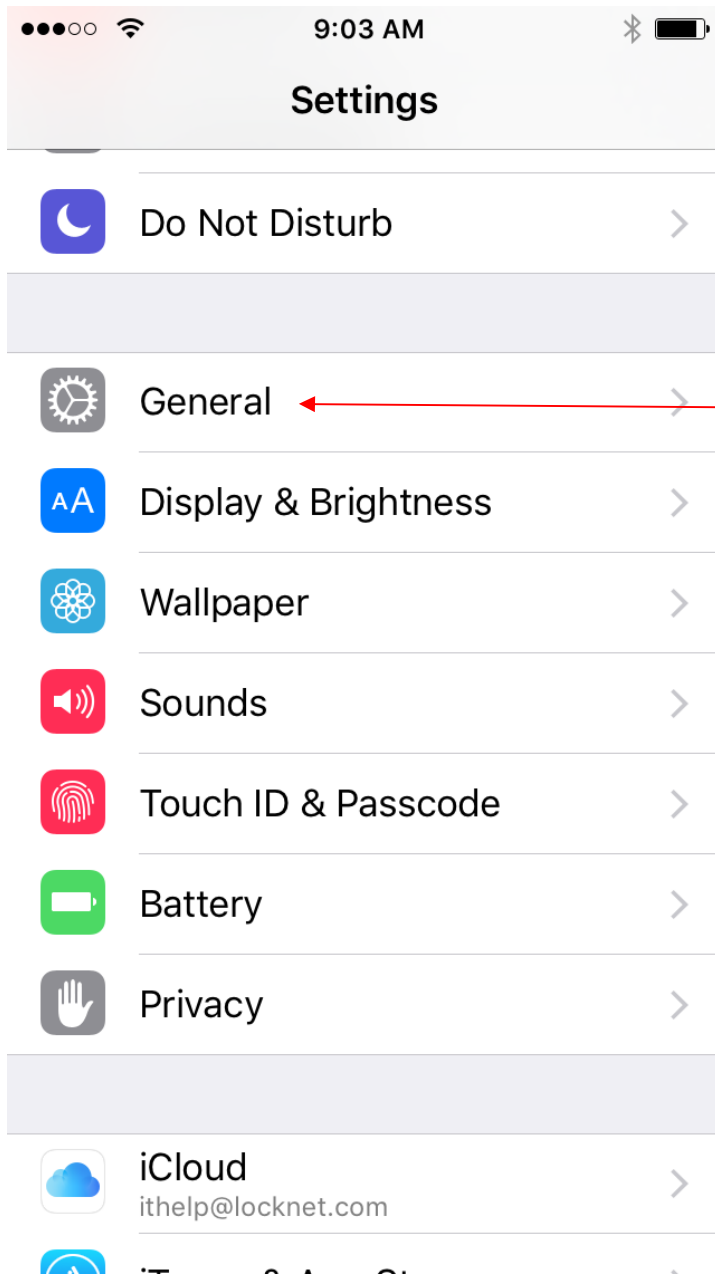 9:03 AM
Settings
Do Not Disturb
General
AA Display & Brightness
Wallpaper
Sounds
Touch ID & Passcode
Battery
Privacy
iCloud
ithelp@locknet.com